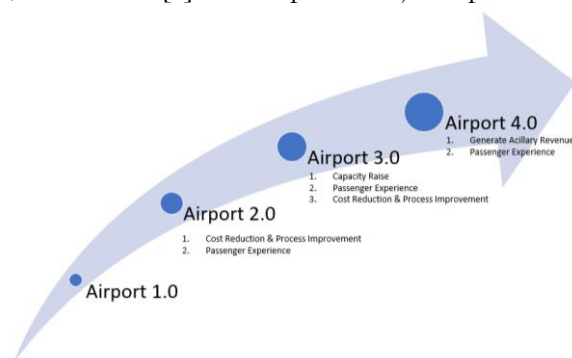 Airport 4.0
1. Generate Acillary Revenue
2. Passenger Experience
Airport 3.0
1. Capacity Raise
2. Passenger Experience
3. Cost Reduction & Process Improvement
Airport 2.0
1. Cost Reduction & Process Improvement
2. Passenger Experience
Airport 1.0